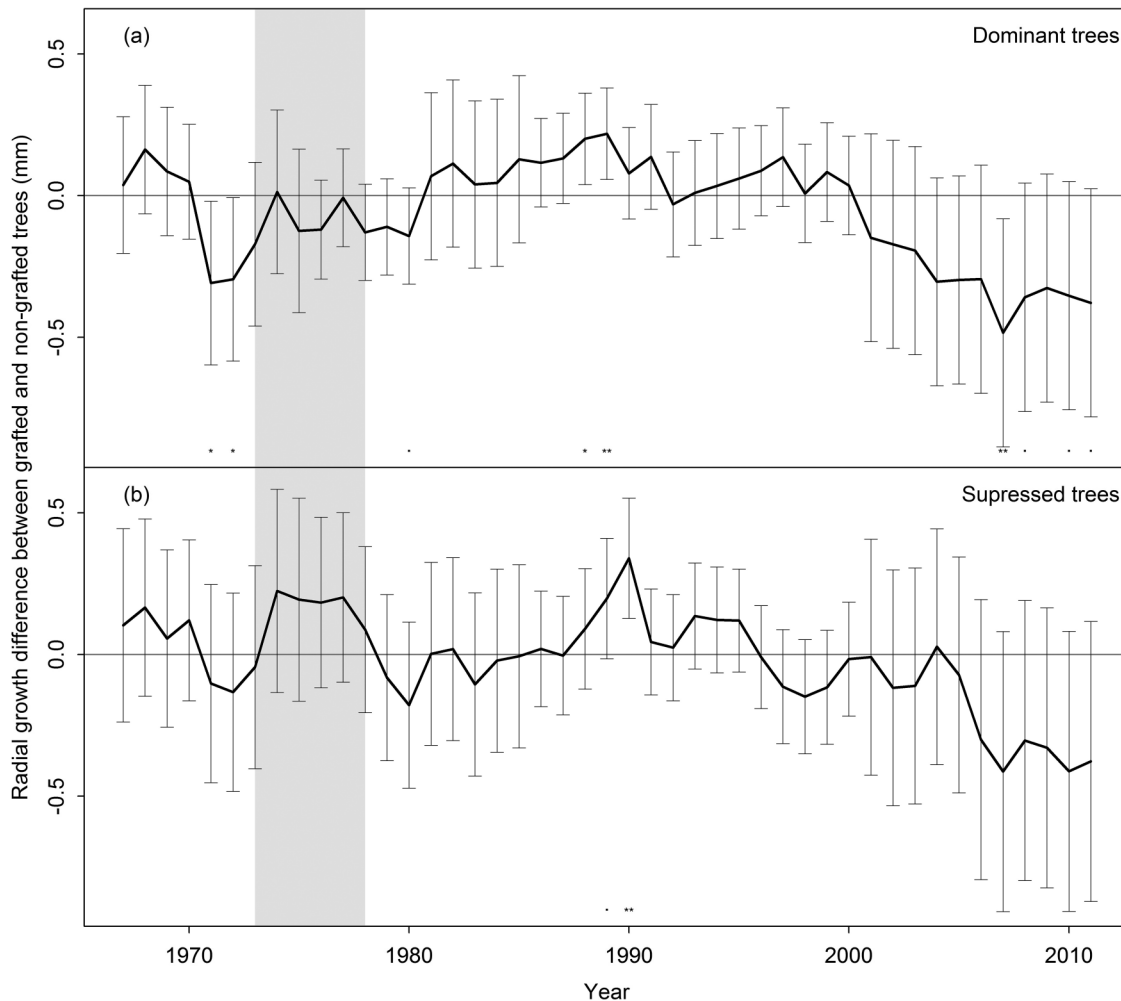 Radial growth difference between grafted and non-grafted trees (mm)
(a)
Dominant trees
0.5
0.0
-0.5
* * . * ** ** . . .
(b)
Supressed trees
0.5
0.0
-0.5
. **
1970 1980 1990 2000 2010
Year